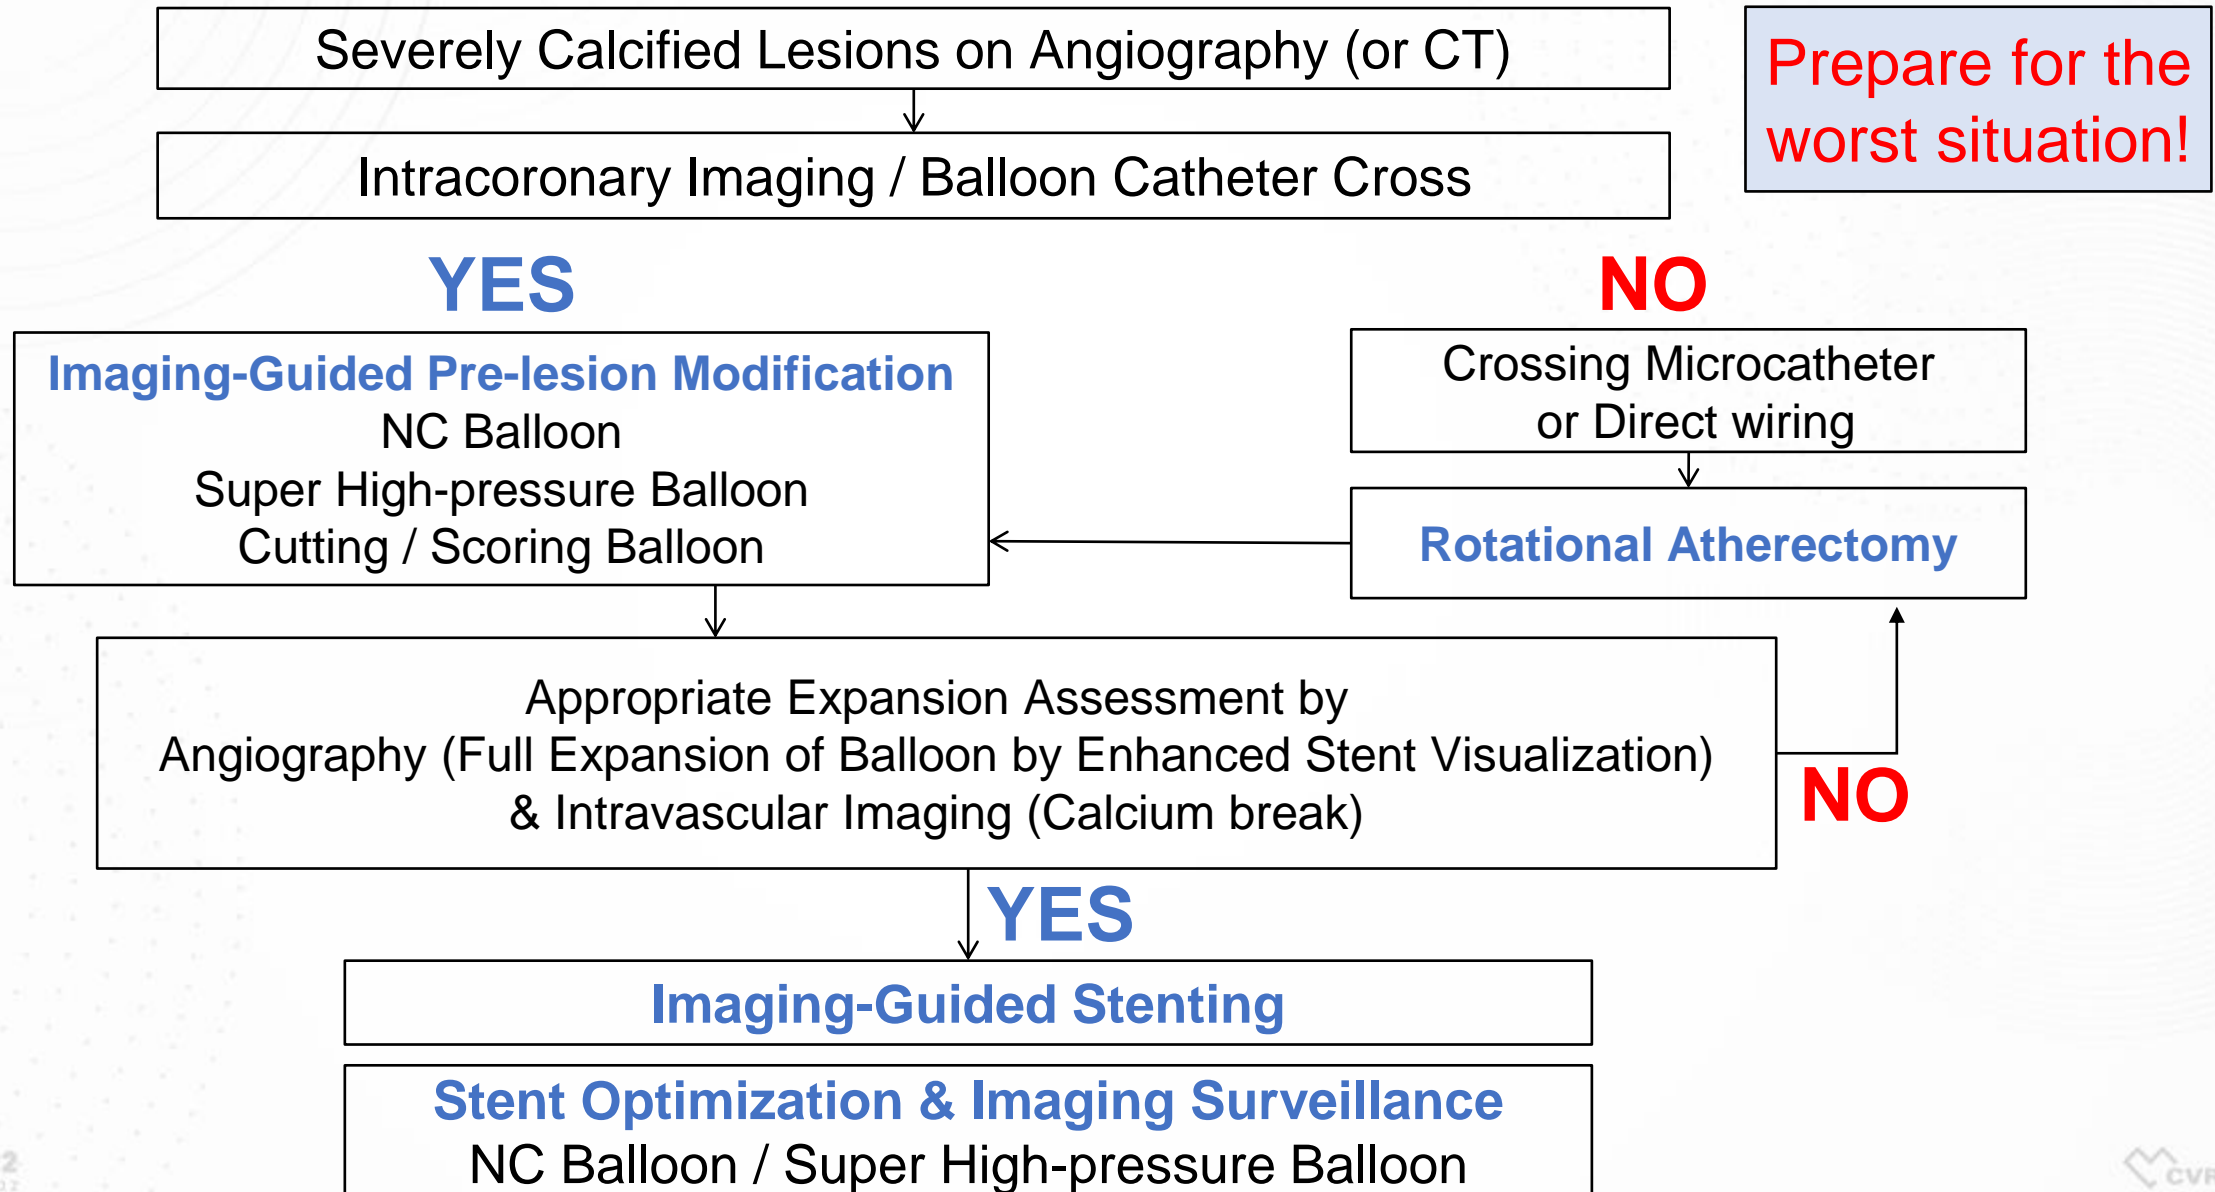 Severely Calcified Lesions on Angiography (or CT)
Prepare for the
worst situation!
Intracoronary Imaging / Balloon Catheter Cross
YES
NO
Imaging-Guided Pre-lesion Modification
NC Balloon
Super High-pressure Balloon
Cutting / Scoring Balloon
Crossing Microcatheter
or Direct wiring
Rotational Atherectomy
Appropriate Expansion Assessment by
Angiography (Full Expansion of Balloon by Enhanced Stent Visualization)
& Intravascular Imaging (Calcium break)
NO
YES
Imaging-Guided Stenting
Stent Optimization & Imaging Surveillance
NC Balloon / Super High-pressure Balloon
CVR